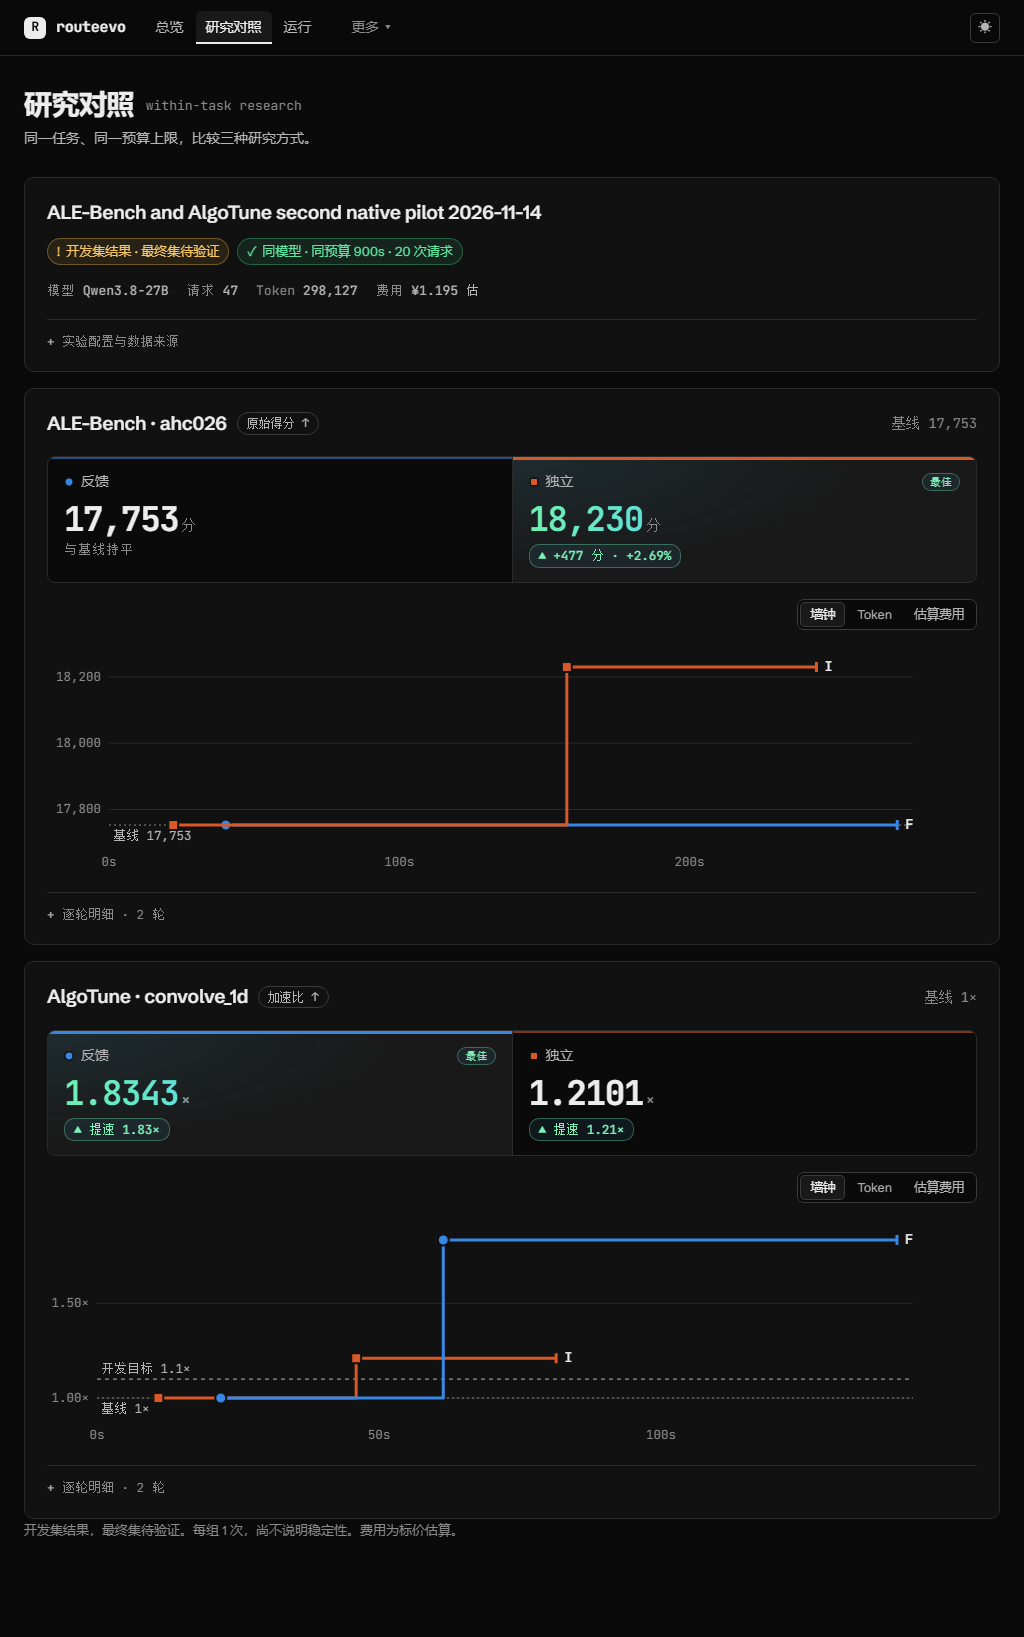 R routeevo 总览 研究对照 运行 更多
研究对照 within-task research
同一任务、同一预算上限，比较三种研究方式。
ALE-Bench and AlgoTune second native pilot 2026-11-14
! 开发集结果 · 最终集待验证 ✓ 同模型 · 同预算 900s · 20 次请求
模型 Qwen3.8-27B 请求 47 Token 298,127 费用 ¥1.195 估
+ 实验配置与数据来源
ALE-Bench · ahc026 原始得分 ↑ 基线 17,753
反馈
17,753 分
与基线持平
独立 最佳
18,230 分
▲ +477 分 · +2.69%
墙钟 Token 估算费用
18,200
18,000
17,800
I
F
基线 17,753
0s 100s 200s
+ 逐轮明细 · 2 轮
AlgoTune · convolve_1d 加速比 ↑ 基线 1×
反馈 最佳
1.8343 ×
▲ 提速 1.83×
独立
1.2101 ×
▲ 提速 1.21×
墙钟 Token 估算费用
F
1.50×
I
开发目标 1.1×
1.00×
基线 1×
0s 50s 100s
+ 逐轮明细 · 2 轮
开发集结果，最终集待验证。每组 1 次，尚不说明稳定性。费用为标价估算。